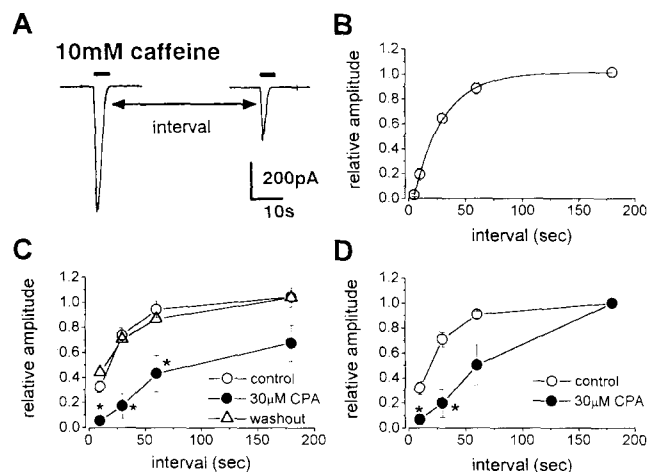 A
10mM caffeine
interval
200pA
10s
B
relative amplitude
1.2
1.0
0.8
0.6
0.4
0.2
0.0
0 50 100 150 200
interval (sec)
C
relative amplitude
1.2
1.0
0.8
0.6
0.4
0.2
0.0
* * *
control
30µM CPA
washout
0 50 100 150 200
interval (sec)
D
relative amplitude
1.2
1.0
0.8
0.6
0.4
0.2
0.0
* *
control
30µM CPA
0 50 100 150 200
interval (sec)